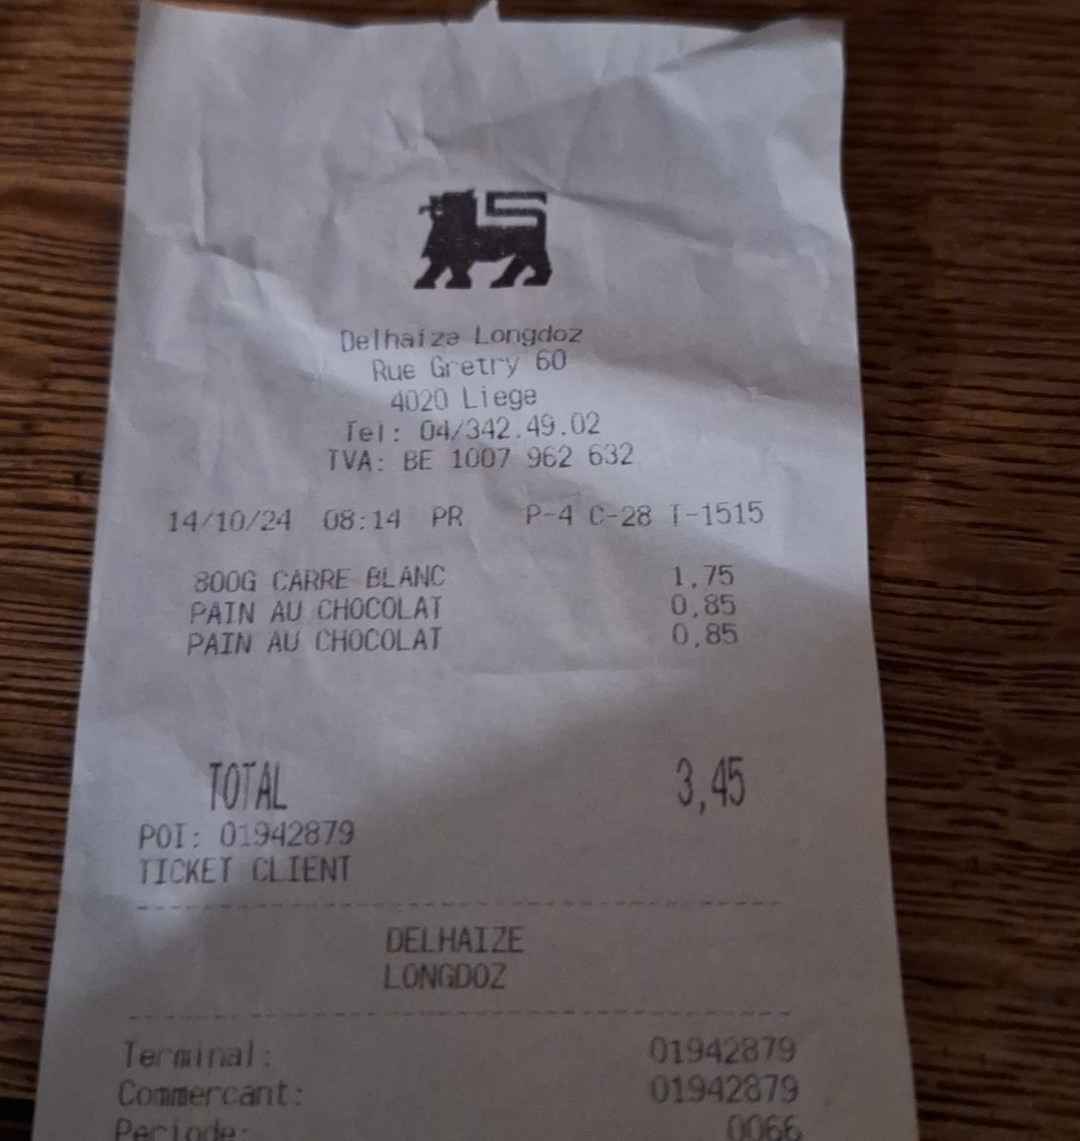 Delhaize Longdoz
Rue Gretry 60
4020 Liege
Tel: 04/342.49.02
TVA: BE 1007 962 632
14/10/24 08:14 PR P-4 C-28 T-1515
800G CARRE BLANC 1,75
PAIN AU CHOCOLAT 0,85
PAIN AU CHOCOLAT 0,85
TOTAL 3,45
POI: 01942879
TICKET CLIENT
DELHAIZE
LONGDOZ
Terminal: 01942879
Commercant: 01942879
Periode: 0066